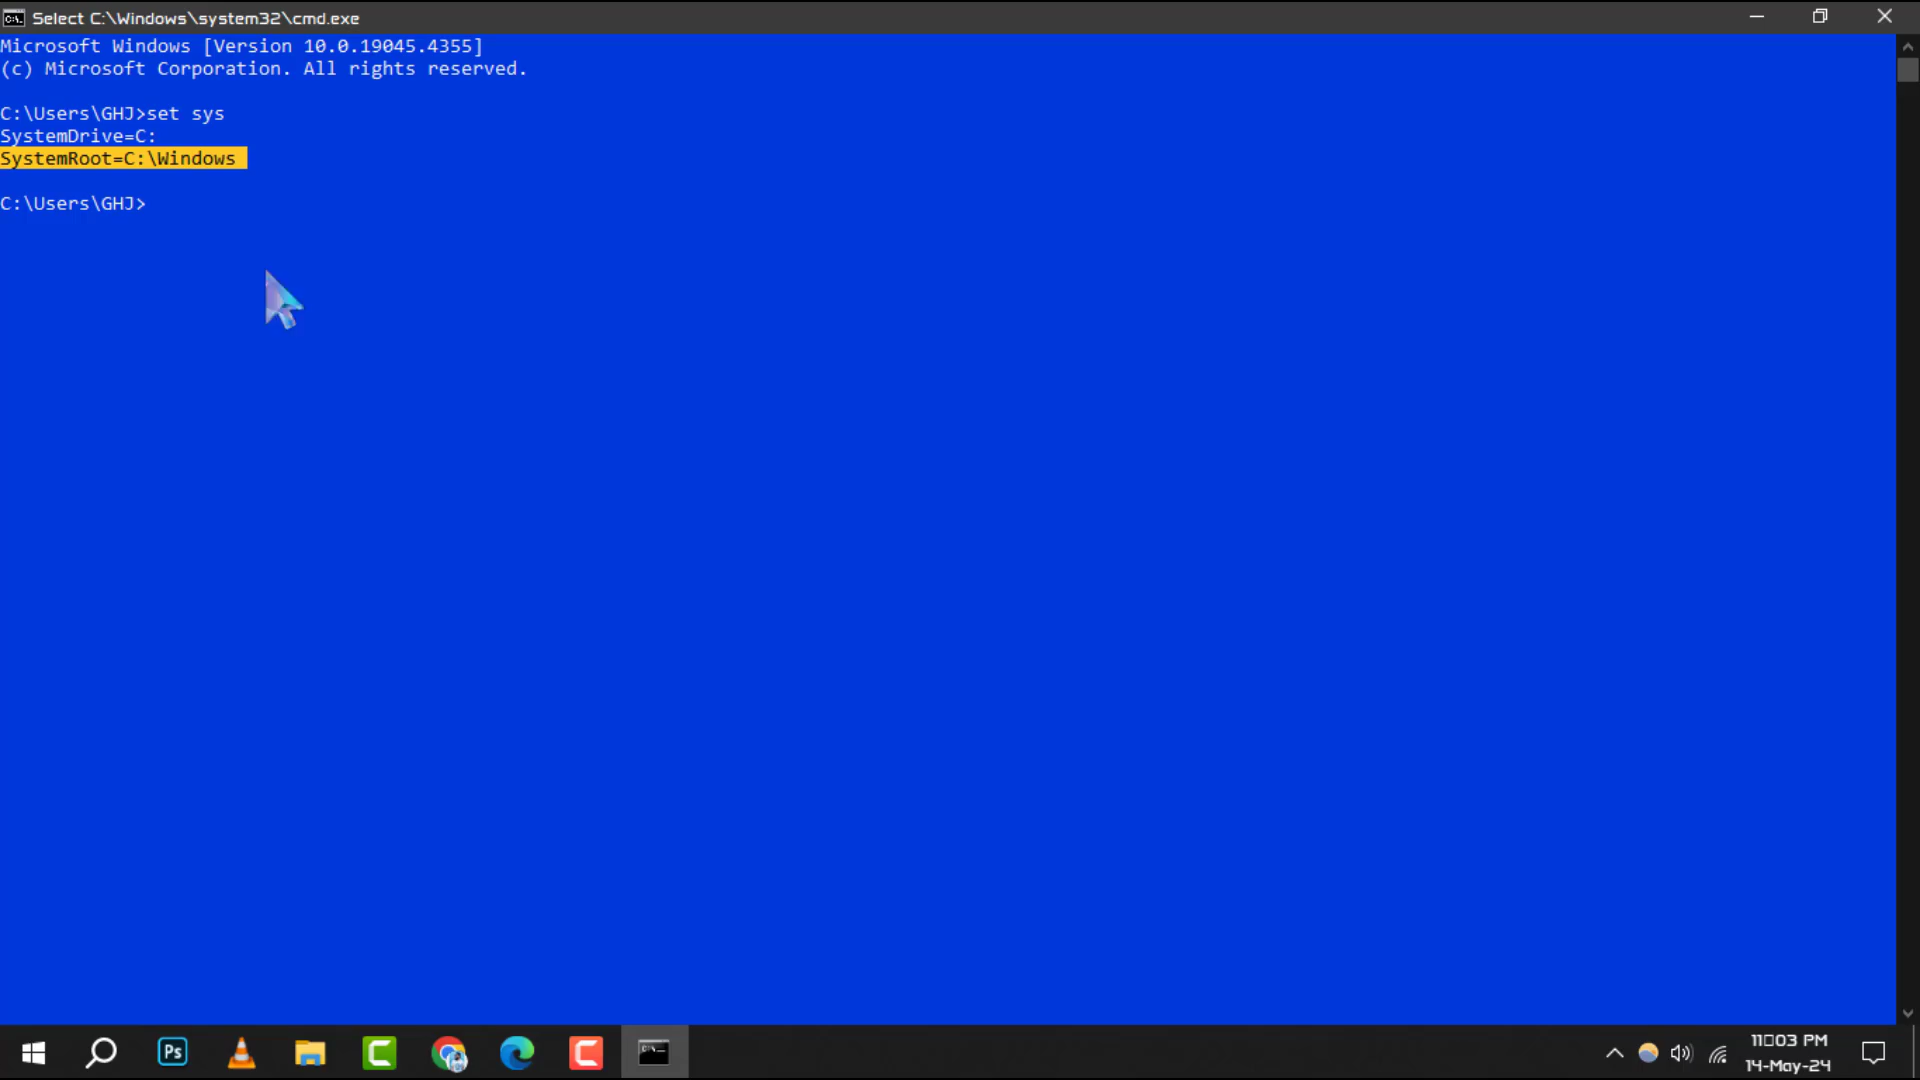 Select C:\Windows\system32\cmd.exe
Microsoft Windows [Version 10.0.19045.4355]
(c) Microsoft Corporation. All rights reserved.
C:\Users\GHJ>set sys
SystemDrive=C:
SystemRoot=C:\Windows
C:\Users\GHJ>
Ps
11□03 PM
14-May-24